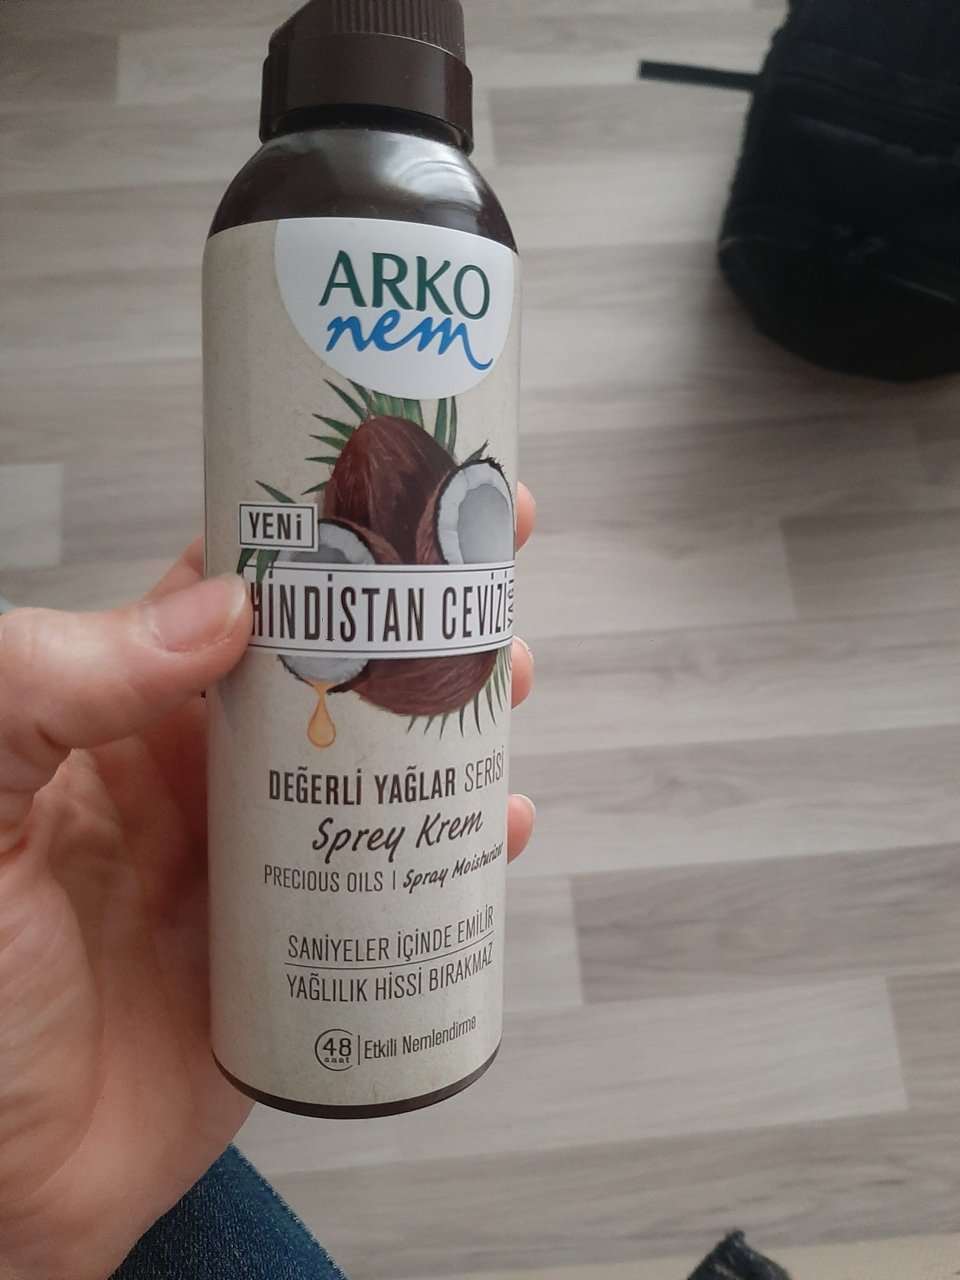 ARKO
nem
YENİ
HİNDİSTAN CEVİZİ
YAĞI
DEĞERLİ YAĞLAR SERİSİ
Sprey Krem
PRECIOUS OILS | Spray Moisturizer
SANİYELER İÇİNDE EMİLİR
YAĞLILIK HİSSİ BIRAKMAZ
48 saat | Etkili Nemlendirme